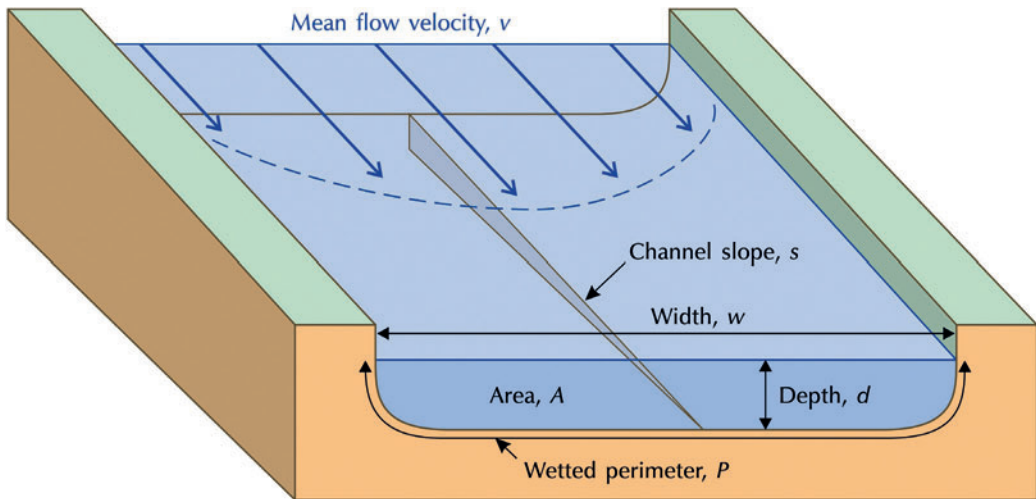 Mean flow velocity, v
Channel slope, s
Width, w
Area, A
Depth, d
Wetted perimeter, P